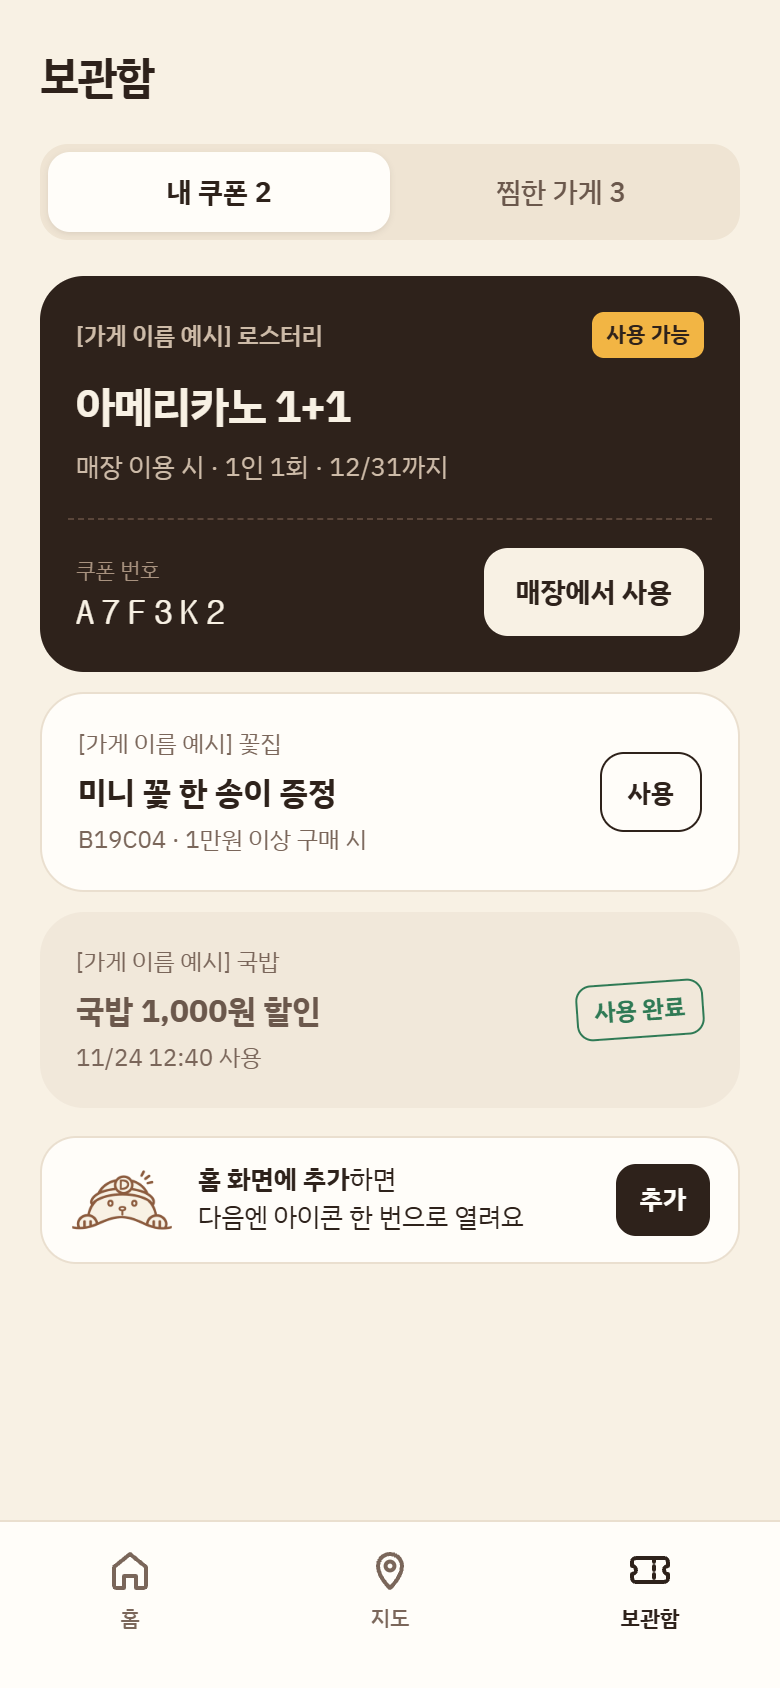 보관함
내 쿠폰 2
찜한 가게 3
[가게 이름 예시] 로스터리
사용 가능
아메리카노 1+1
매장 이용 시 · 1인 1회 · 12/31까지
쿠폰 번호
A7F3K2
매장에서 사용
[가게 이름 예시] 꽃집
미니 꽃 한 송이 증정
B19C04 · 1만원 이상 구매 시
사용
[가게 이름 예시] 국밥
국밥 1,000원 할인
11/24 12:40 사용
사용 완료
D
홈 화면에 추가하면
다음엔 아이콘 한 번으로 열려요
추가
홈
지도
보관함